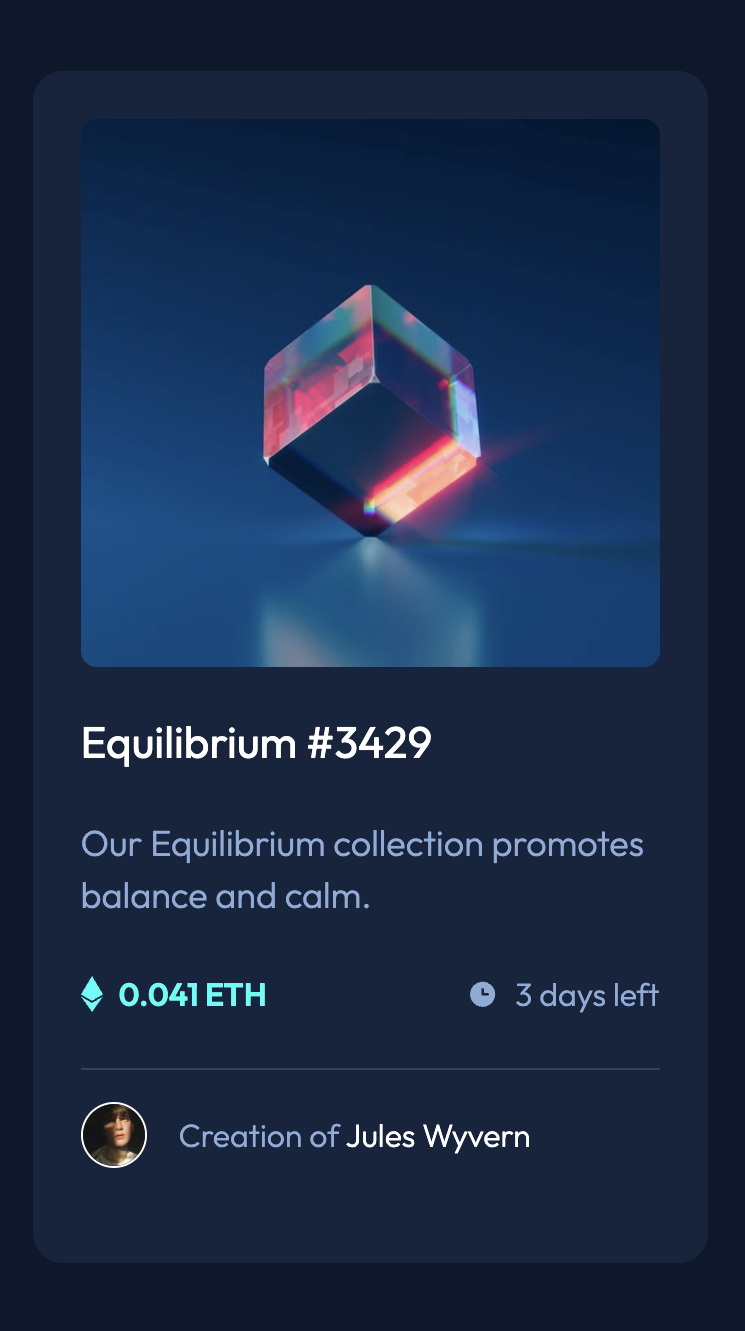 Equilibrium #3429
Our Equilibrium collection promotes
balance and calm.
0.041 ETH
3 days left
Creation of Jules Wyvern